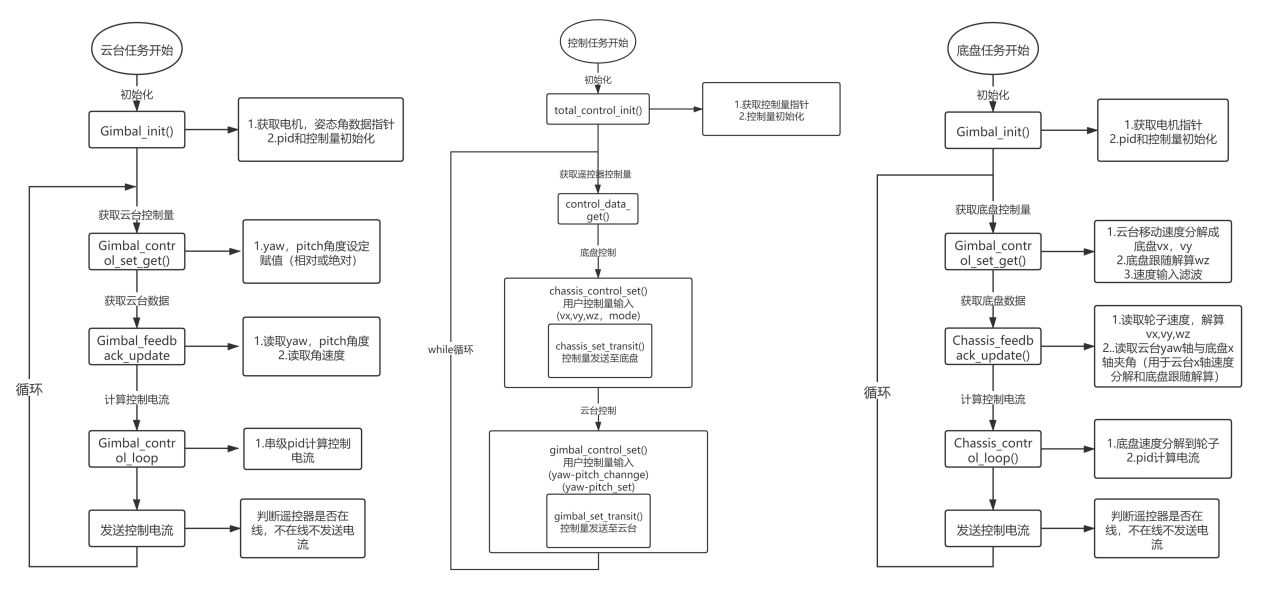 云台任务开始
初始化
Gimbal_init()
1.获取电机，姿态角数据指针
2.pid和控制量初始化
获取云台控制量
Gimbal_contr
ol_set_get()
1.yaw，pitch角度设定
赋值（相对或绝对）
获取云台数据
Gimbal_feedb
ack_update
1.读取yaw，pitch角度
2.读取角速度
循环
计算控制电流
Gimbal_contr
ol_loop
1.串级pid计算控制
电流
发送控制电流
判断遥控器是否在
线，不在线不发送电
流
控制任务开始
初始化
total_control_init()
1.获取控制量指针
2.控制量初始化
获取遥控器控制量
control_data_
get()
底盘控制
chassis_control_set()
用户控制量输入
(vx,vy,wz，mode)
chassis_set_transit()
控制量发送至底盘
while循环
云台控制
gimbal_control_set()
用户控制量输入
(yaw-pitch_channge)
(yaw-pitch_set)
gimbal_set_transit()
控制量发送至云台
底盘任务开始
初始化
Gimbal_init()
1.获取电机指针
2.pid和控制量初始化
获取底盘控制量
Gimbal_contr
ol_set_get()
1.云台移动速度分解成
底盘vx，vy
2.底盘跟随解算wz
3.速度输入滤波
获取底盘数据
Chassis_feedb
ack_update()
1.读取轮子速度，解算
vx,vy,wz
2..读取云台yaw轴与底盘x
轴夹角（用于云台x轴速度
分解和底盘跟随解算）
循环
计算控制电流
Chassis_contr
ol_loop()
1.底盘速度分解到轮子
2.pid计算电流
发送控制电流
判断遥控器是否在
线，不在线不发送电
流